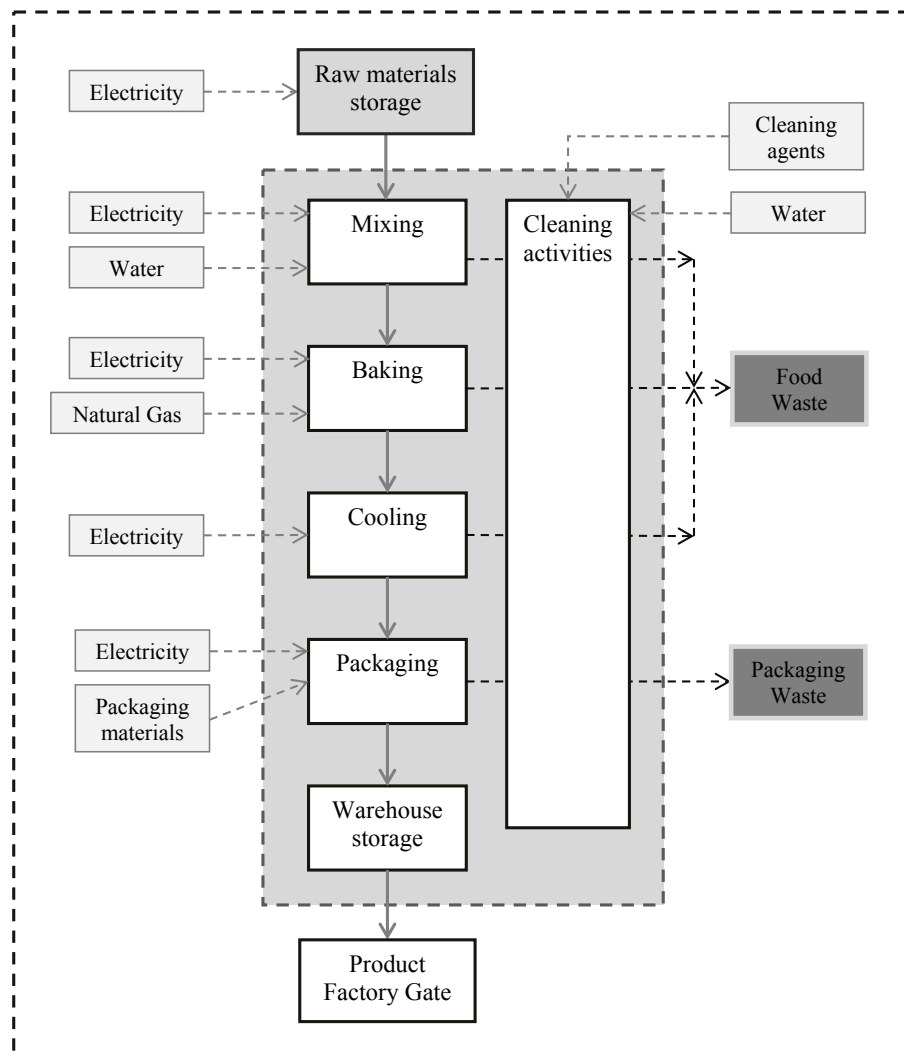 Raw materials
storage
Electricity
Cleaning
agents
Electricity
Mixing
Cleaning
activities
Water
Water
Electricity
Baking
Food
Waste
Natural Gas
Cooling
Electricity
Electricity
Packaging
Packaging
Waste
Packaging
materials
Warehouse
storage
Product
Factory Gate